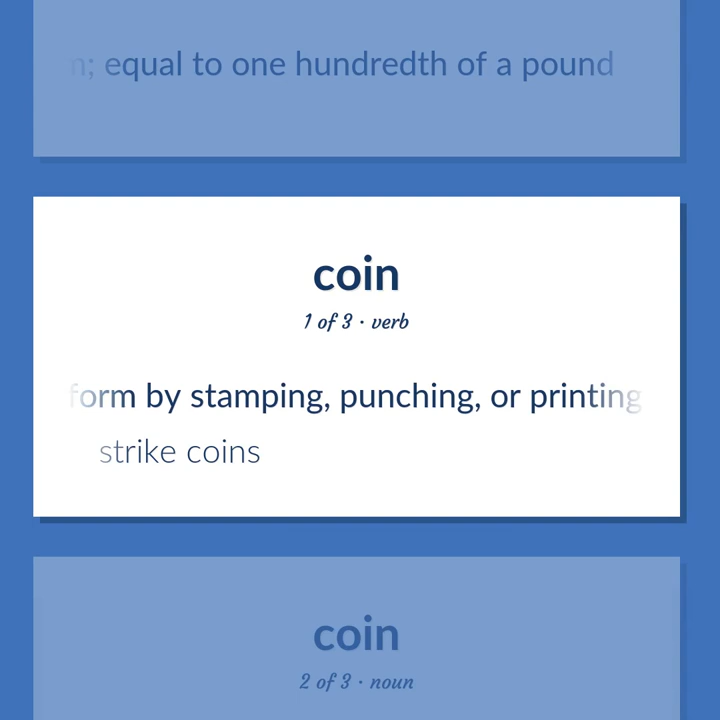 equal to one hundredth of a pound
coin
1 of 3 · verb
form by stamping, punching, or printing
strike coins
coin
2 of 3 · noun